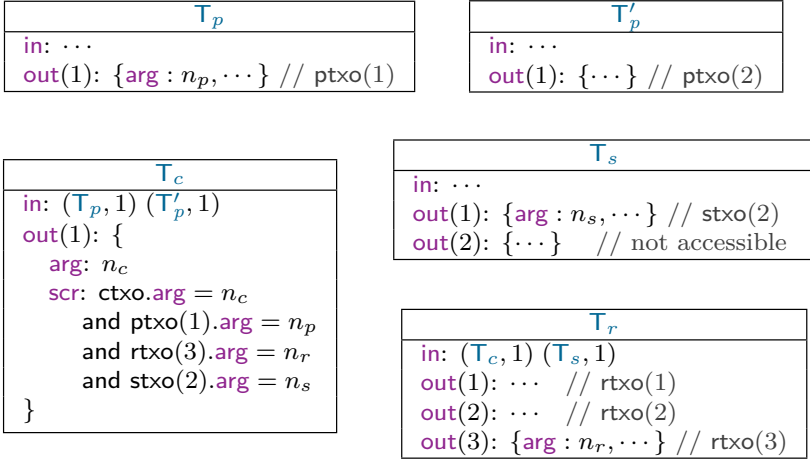 T_p
in: ···
out(1): {arg : n_p, ···} // ptxo(1)
T′_p
in: ···
out(1): {···} // ptxo(2)
T_c
in: (T_p, 1) (T′_p, 1)
out(1): {
arg: n_c
scr: ctxo.arg = n_c
and ptxo(1).arg = n_p
and rtxo(3).arg = n_r
and stxo(2).arg = n_s
}
T_s
in: ···
out(1): {arg : n_s, ···} // stxo(2)
out(2): {···} // not accessible
T_r
in: (T_c, 1) (T_s, 1)
out(1): ··· // rtxo(1)
out(2): ··· // rtxo(2)
out(3): {arg : n_r, ···} // rtxo(3)